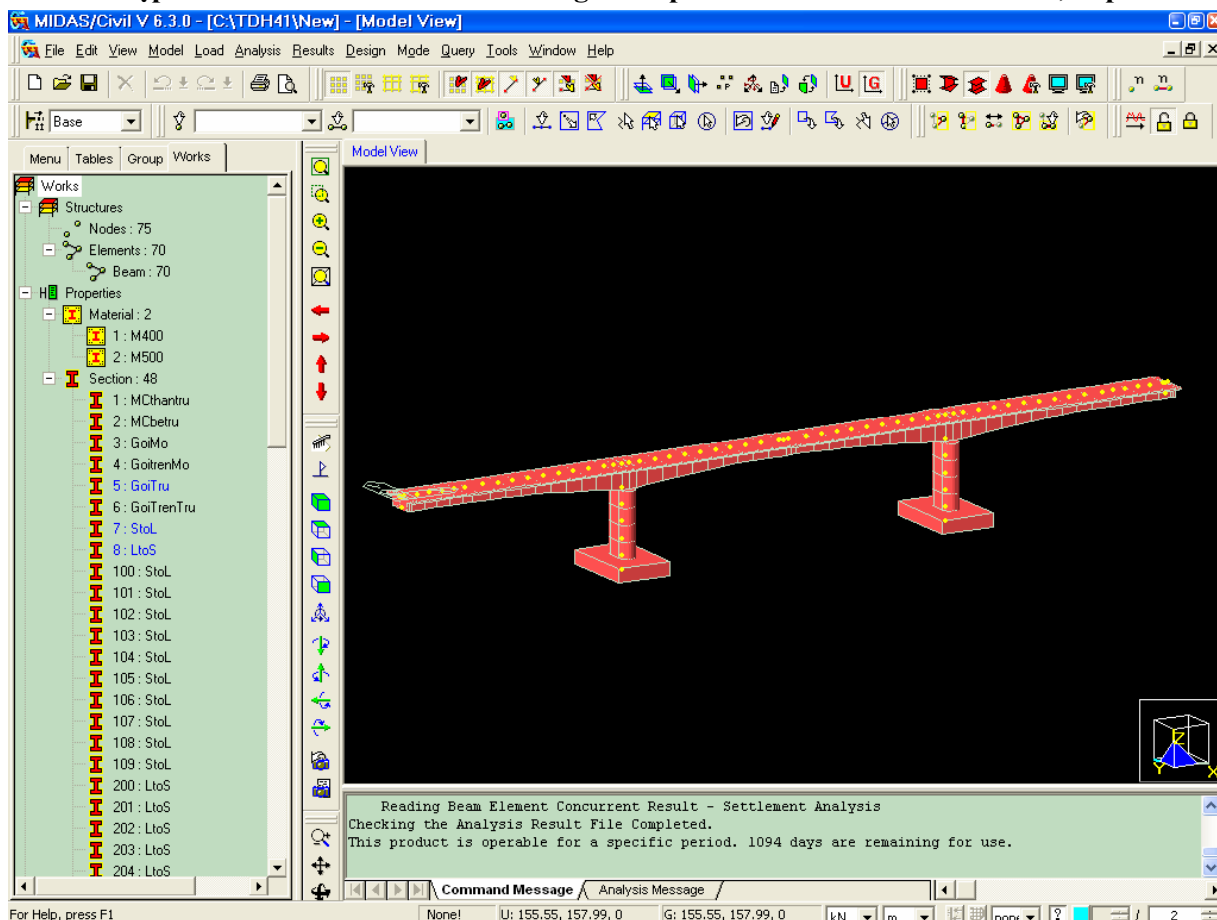 MIDAS/Civil V 6.3.0 - [C:\TDH41\New] - [Model View]
File Edit View Model Load Analysis Results Design Mode Query Tools Window Help
Base
Menu Tables Group Works
Model View
Works
Structures
Nodes : 75
Elements : 70
Beam : 70
Properties
Material : 2
1 : M400
2 : M500
Section : 48
1 : MCthantru
2 : MCbetru
3 : GoiMo
4 : GoitrenMo
5 : GoiTru
6 : GoiTrenTru
7 : StoL
8 : LtoS
100 : StoL
101 : StoL
102 : StoL
103 : StoL
104 : StoL
105 : StoL
106 : StoL
107 : StoL
108 : StoL
109 : StoL
200 : LtoS
201 : LtoS
202 : LtoS
203 : LtoS
204 : LtoS
Z
Y
X
Reading Beam Element Concurrent Result - Settlement Analysis
Checking the Analysis Result File Completed.
This product is operable for a specific period. 1094 days are remaining for use.
Command Message / Analysis Message /
For Help, press F1 None! U: 155.55, 157.99, 0 G: 155.55, 157.99, 0 kN m none ? / 2